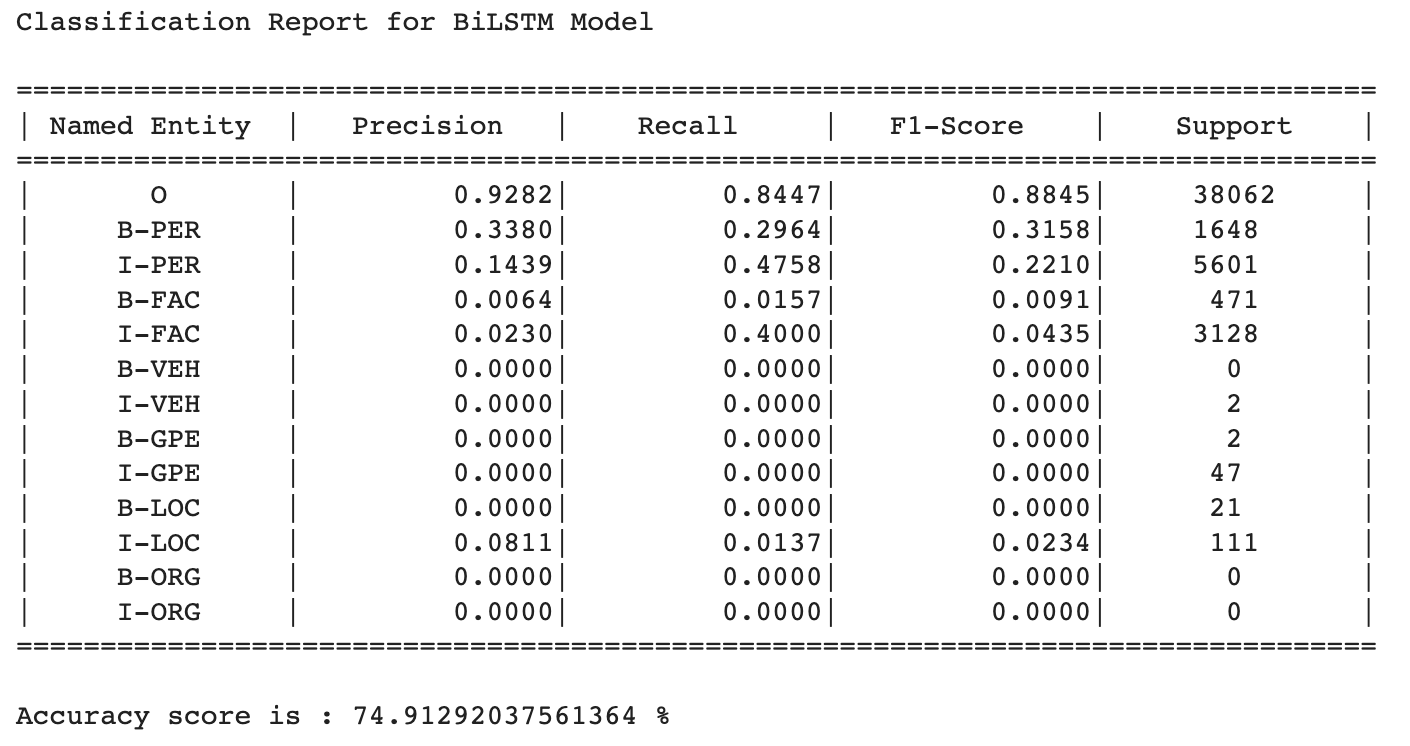 Classification Report for BiLSTM Model
=================================================================================
| Named Entity | Precision | Recall | F1-Score | Support |
=================================================================================
| O | 0.9282| 0.8447| 0.8845| 38062 |
| B-PER | 0.3380| 0.2964| 0.3158| 1648 |
| I-PER | 0.1439| 0.4758| 0.2210| 5601 |
| B-FAC | 0.0064| 0.0157| 0.0091| 471 |
| I-FAC | 0.0230| 0.4000| 0.0435| 3128 |
| B-VEH | 0.0000| 0.0000| 0.0000| 0 |
| I-VEH | 0.0000| 0.0000| 0.0000| 2 |
| B-GPE | 0.0000| 0.0000| 0.0000| 2 |
| I-GPE | 0.0000| 0.0000| 0.0000| 47 |
| B-LOC | 0.0000| 0.0000| 0.0000| 21 |
| I-LOC | 0.0811| 0.0137| 0.0234| 111 |
| B-ORG | 0.0000| 0.0000| 0.0000| 0 |
| I-ORG | 0.0000| 0.0000| 0.0000| 0 |
=================================================================================
Accuracy score is : 74.91292037561364 %